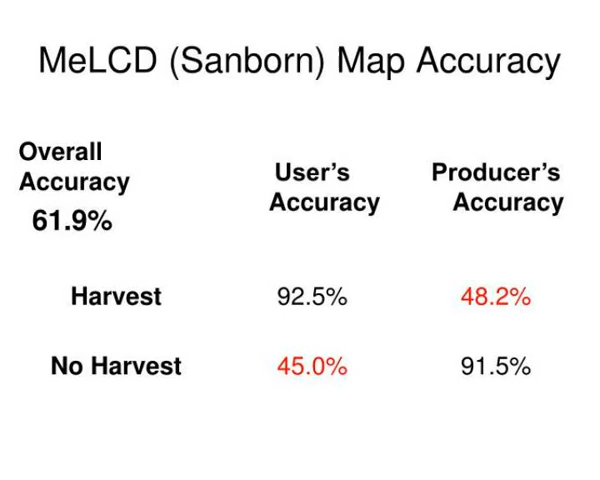 MeLCD (Sanborn) Map Accuracy
Overall
Accuracy
61.9%
User's
Accuracy
Producer's
Accuracy
Harvest 92.5% 48.2%
No Harvest 45.0% 91.5%